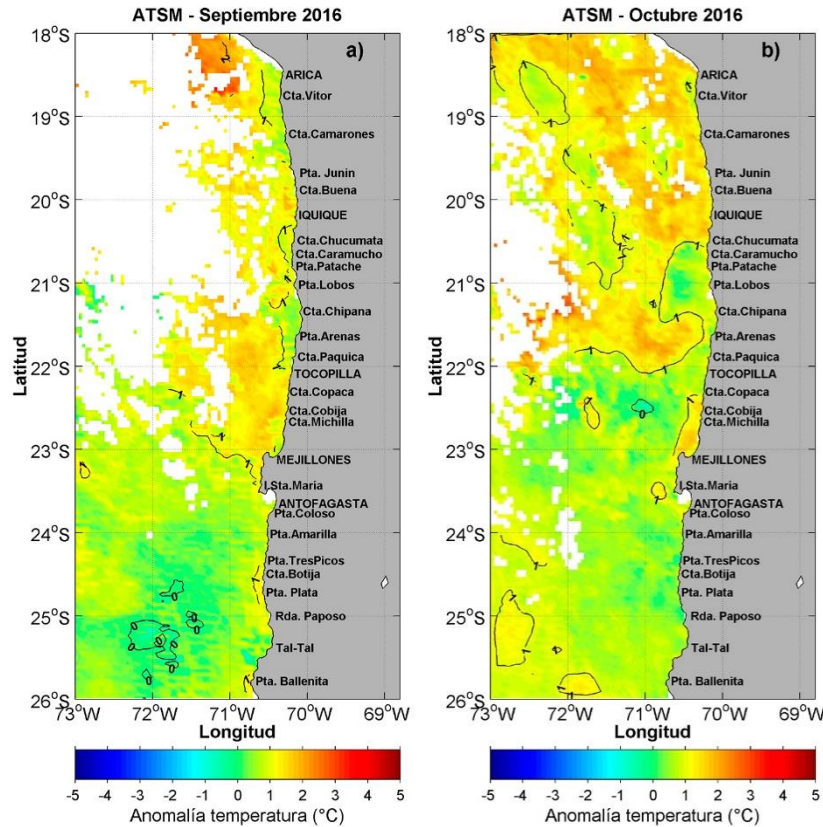 ATSM - Septiembre 2016
a)
Latitud
18°S
19°S
20°S
21°S
22°S
23°S
24°S
25°S
26°S
ARICA
Cta.Vitor
Cta.Camarones
Pta. Junin
Cta.Buena
IQUIQUE
Cta.Chucumata
Cta.Caramucho
Pta.Patache
Pta.Lobos
Cta.Chipana
Pta.Arenas
Cta.Paquica
TOCOPILLA
Cta.Copaca
Cta.Cobija
Cta.Michilla
MEJILLONES
I.Sta.Maria
ANTOFAGASTA
Pta.Coloso
Pta.Amarilla
Pta.TresPicos
Cta.Botija
Pta. Plata
Rda. Paposo
Tal-Tal
Pta. Ballenita
73°W 72°W 71°W 70°W 69°W
Longitud
-5 -4 -3 -2 -1 0 1 2 3 4 5
Anomalía temperatura (°C)
ATSM - Octubre 2016
b)
Latitud
18°S
19°S
20°S
21°S
22°S
23°S
24°S
25°S
26°S
ARICA
Cta.Vitor
Cta.Camarones
Pta. Junin
Cta.Buena
IQUIQUE
Cta.Chucumata
Cta.Caramucho
Pta.Patache
Pta.Lobos
Cta.Chipana
Pta.Arenas
Cta.Paquica
TOCOPILLA
Cta.Copaca
Cta.Cobija
Cta.Michilla
MEJILLONES
I.Sta.Maria
ANTOFAGASTA
Pta.Coloso
Pta.Amarilla
Pta.TresPicos
Cta.Botija
Pta. Plata
Rda. Paposo
Tal-Tal
Pta. Ballenita
73°W 72°W 71°W 70°W 69°W
Longitud
-5 -4 -3 -2 -1 0 1 2 3 4 5
Anomalía temperatura (°C)